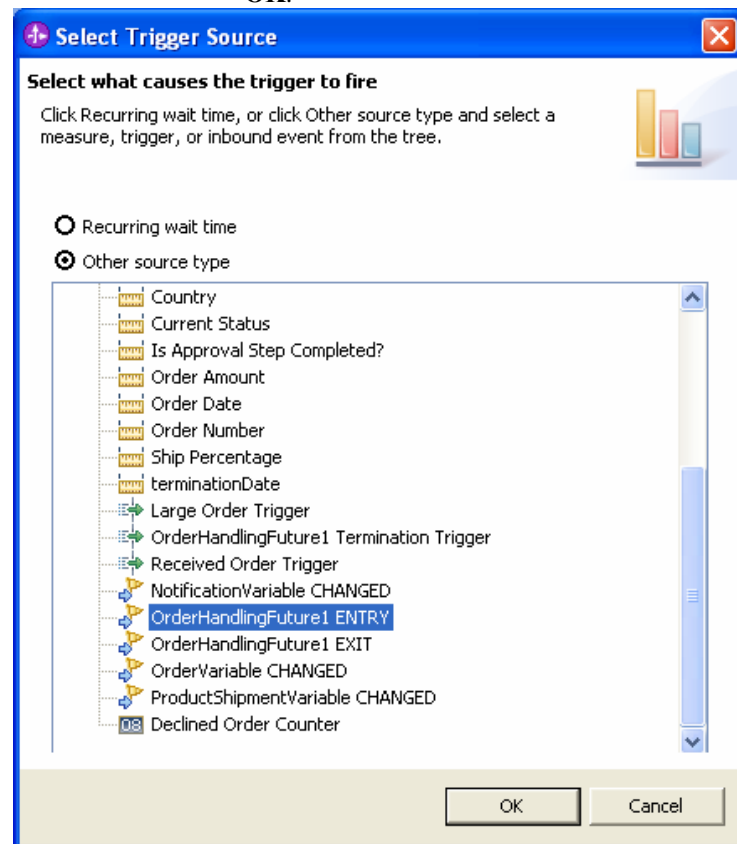 OK.
Select Trigger Source
Select what causes the trigger to fire
Click Recurring wait time, or click Other source type and select a
measure, trigger, or inbound event from the tree.
Recurring wait time
Other source type
Country
Current Status
Is Approval Step Completed?
Order Amount
Order Date
Order Number
Ship Percentage
terminationDate
Large Order Trigger
OrderHandlingFuture1 Termination Trigger
Received Order Trigger
NotificationVariable CHANGED
OrderHandlingFuture1 ENTRY
OrderHandlingFuture1 EXIT
OrderVariable CHANGED
ProductShipmentVariable CHANGED
08 Declined Order Counter
OK Cancel